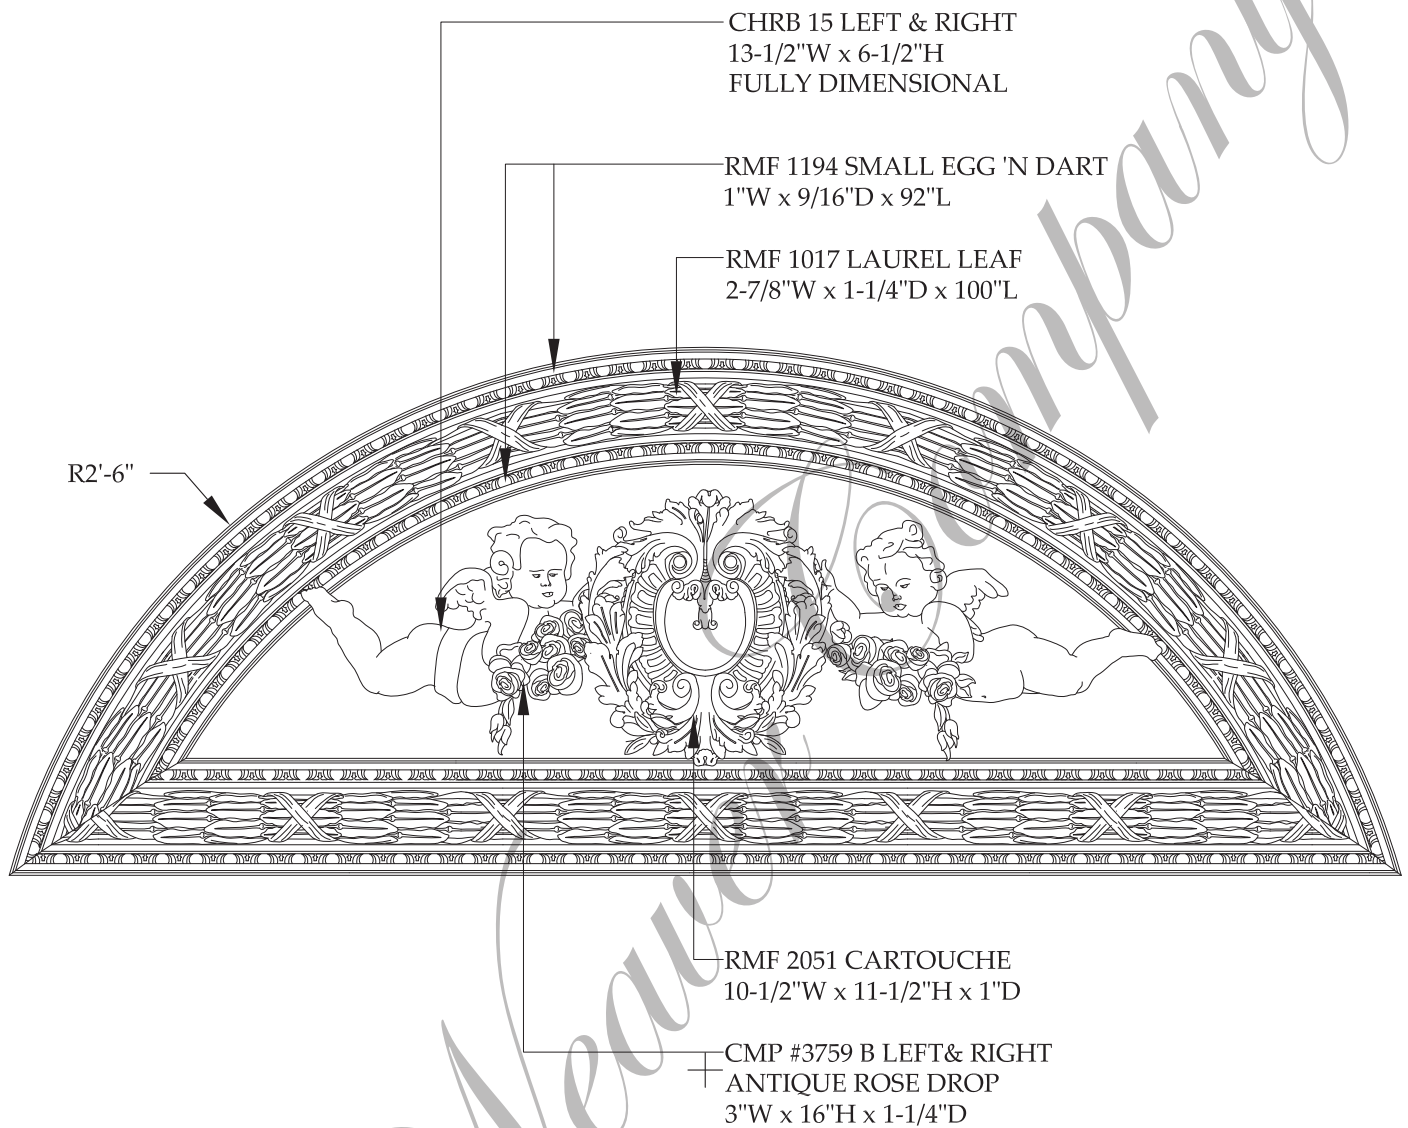 CHRB 15 LEFT & RIGHT
13-1/2"W x 6-1/2"H
FULLY DIMENSIONAL
RMF 1194 SMALL EGG 'N DART
1"W x 9/16"D x 92"L
RMF 1017 LAUREL LEAF
2-7/8"W x 1-1/4"D x 100"L
R2'-6"
RMF 2051 CARTOUCHE
10-1/2"W x 11-1/2"H x 1"D
CMP #3759 B LEFT& RIGHT
ANTIQUE ROSE DROP
3"W x 16"H x 1-1/4"D
Weaver Company